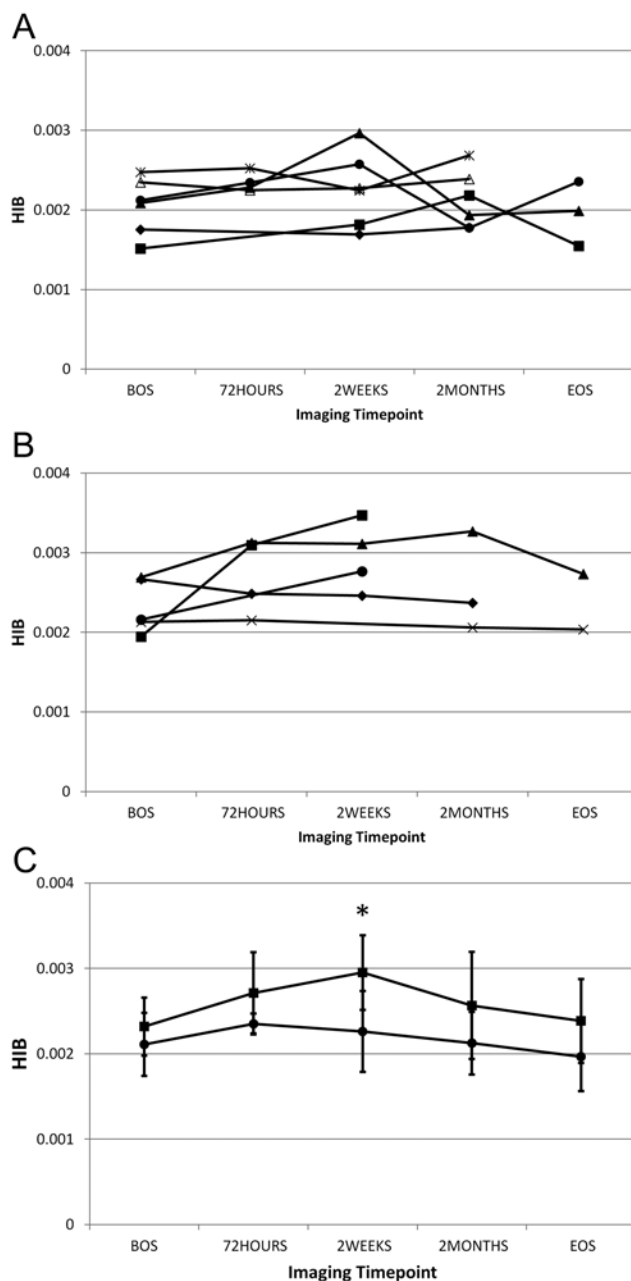 A
0.004
0.003
0.002
0.001
0
HIB
BOS 72HOURS 2WEEKS 2MONTHS EOS
Imaging Timepoint
B
0.004
0.003
0.002
0.001
0
HIB
BOS 72HOURS 2WEEKS 2MONTHS EOS
Imaging Timepoint
C
0.004
*
0.003
0.002
0.001
0
HIB
BOS 72HOURS 2WEEKS 2MONTHS EOS
Imaging Timepoint